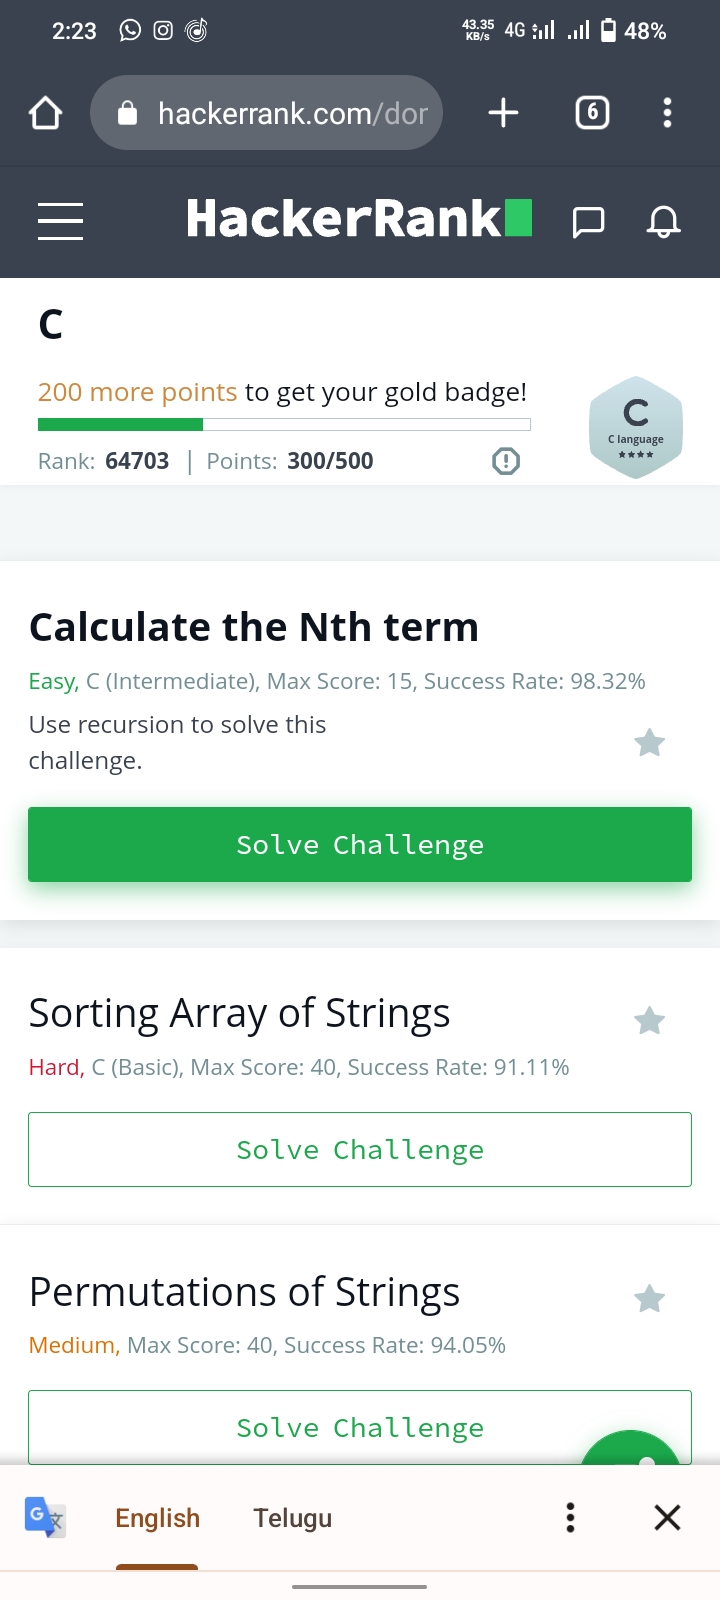 2:23 43.35 KB/s 4G 48%
hackerrank.com/dor 6
HackerRank
C
200 more points to get your gold badge!
Rank: 64703 | Points: 300/500
C
C language
Calculate the Nth term
Easy, C (Intermediate), Max Score: 15, Success Rate: 98.32%
Use recursion to solve this
challenge.
Solve Challenge
Sorting Array of Strings
Hard, C (Basic), Max Score: 40, Success Rate: 91.11%
Solve Challenge
Permutations of Strings
Medium, Max Score: 40, Success Rate: 94.05%
Solve Challenge
G 文 English Telugu